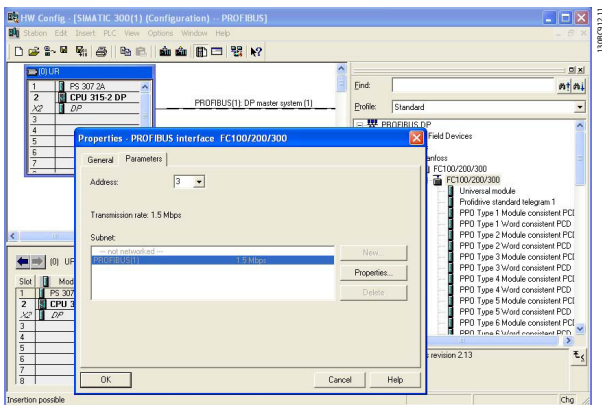 HW Config - [SIMATIC 300(1) (Configuration) -- PROFIBUS]
Station Edit Insert PLC View Options Window Help
(0) UR
1 PS 307 2A
2 CPU 315-2 DP
X2 DP
3
4
5
6
7
PROFIBUS(1): DP master system (1)
Find:
Profile: Standard
PROFIBUS DP
Field Devices
anfoss
FC100/200/300
FC100/200/300
Universal module
Profidrive standard telegram 1
PPO Type 1 Module consistent PCD
PPO Type 1 Word consistent PCD
PPO Type 2 Module consistent PCD
PPO Type 2 Word consistent PCD
PPO Type 3 Module consistent PCD
PPO Type 3 Word consistent PCD
PPO Type 4 Module consistent PCD
PPO Type 4 Word consistent PCD
PPO Type 5 Module consistent PCD
PPO Type 5 Word consistent PCD
PPO Type 6 Module consistent PCD
PPO Type 6 Word consistent PCD
s revision 2.13
Properties - PROFIBUS interface FC100/200/300
General Parameters
Address: 3
Transmission rate: 1.5 Mbps
Subnet:
--- not networked ---
PROFIBUS(1) 1.5 Mbps
New...
Properties...
Delete
OK Cancel Help
(0) UR
Slot Mod
1 PS 307
2 CPU 3
X2 DP
3
4
5
6
7
8
Insertion possible Chg